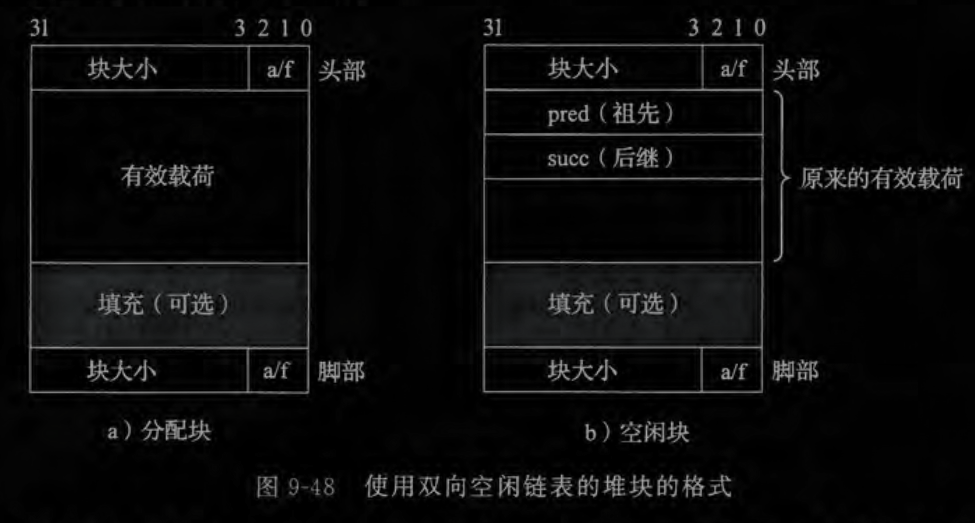 31 3 2 1 0
块大小 a/f 头部
有效载荷
填充（可选）
块大小 a/f 脚部
a）分配块
31 3 2 1 0
块大小 a/f 头部
pred（祖先）
succ（后继）
原来的有效载荷
填充（可选）
块大小 a/f 脚部
b）空闲块
图 9-48 使用双向空闲链表的堆块的格式